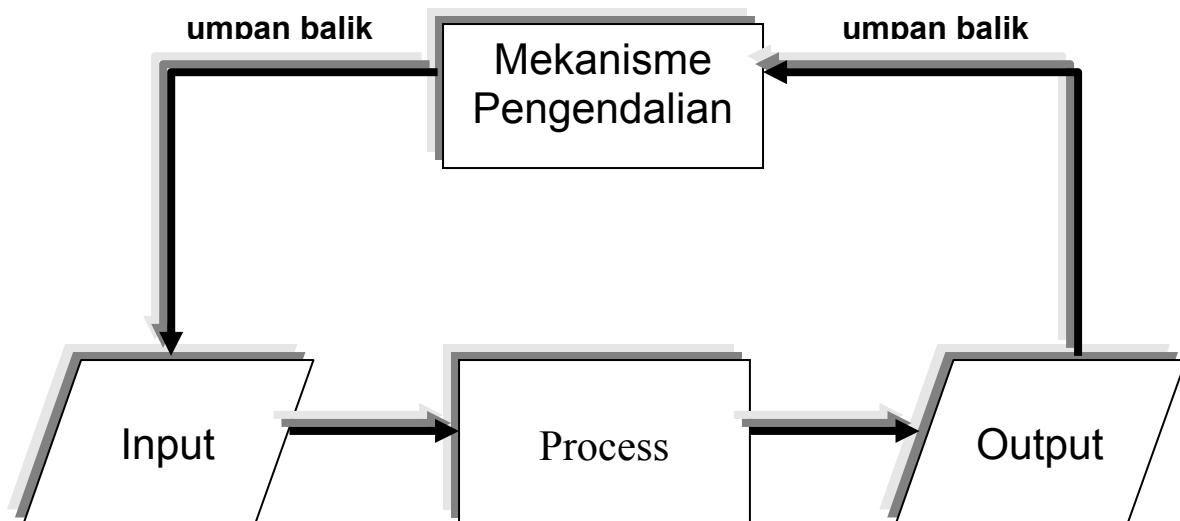 umpan balik
umpan balik
Mekanisme
Pengendalian
Input
Process
Output